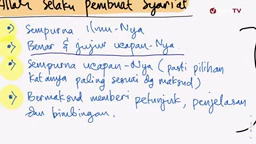 Allah selaku Pembuat Syariat
TV
Sempurna ilmu-Nya
Benar & jujur ucapan-Nya
Sempurna ucapan-Nya (pasti pilihan
katanya paling sesuai dg maksud)
Bermaksud memberi petunjuk, penjelasan
dan bimbingan.